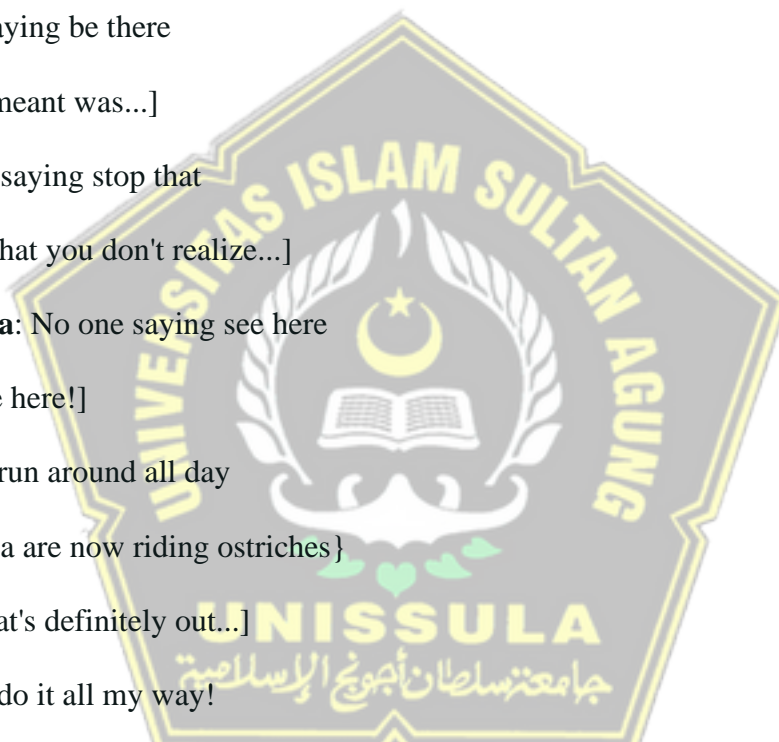 aying be there
meant was...]
saying stop that
hat you don't realize...]
a: No one saying see here
e here!]
run around all day
a are now riding ostriches}
at's definitely out...]
do it all my way!
UNIVERSITAS ISLAM SULTAN AGUNG
UNISSULA
جامعة سلطان أجونج الإسلامية